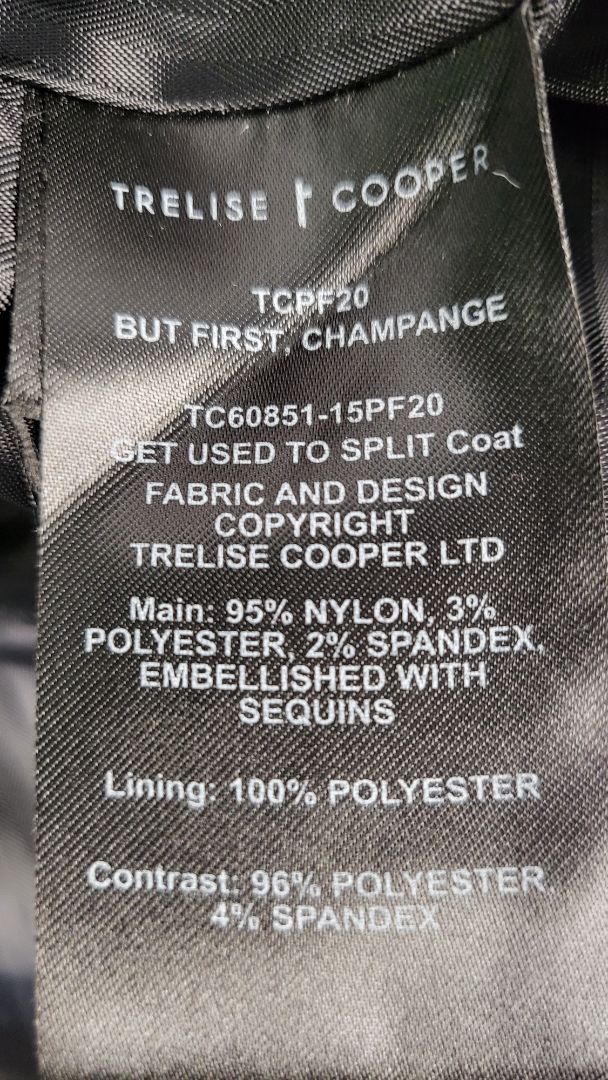 TRELISE COOPER
TCPF20
BUT FIRST, CHAMPANGE
TC60851-15PF20
GET USED TO SPLIT Coat
FABRIC AND DESIGN
COPYRIGHT
TRELISE COOPER LTD
Main: 95% NYLON, 3%
POLYESTER, 2% SPANDEX,
EMBELLISHED WITH
SEQUINS
Lining: 100% POLYESTER
Contrast: 96% POLYESTER,
4% SPANDEX